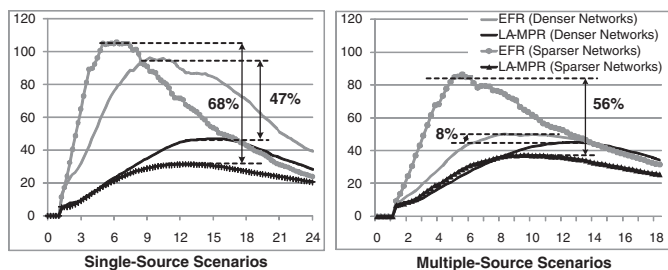 120
100
80
60
40
20
0
68%
47%
0 3 6 9 12 15 18 21 24
Single-Source Scenarios
EFR (Denser Networks)
LA-MPR (Denser Networks)
EFR (Sparser Networks)
LA-MPR (Sparser Networks)
120
100
80
60
40
20
0
8%
56%
0 2 4 6 8 10 12 14 16 18
Multiple-Source Scenarios